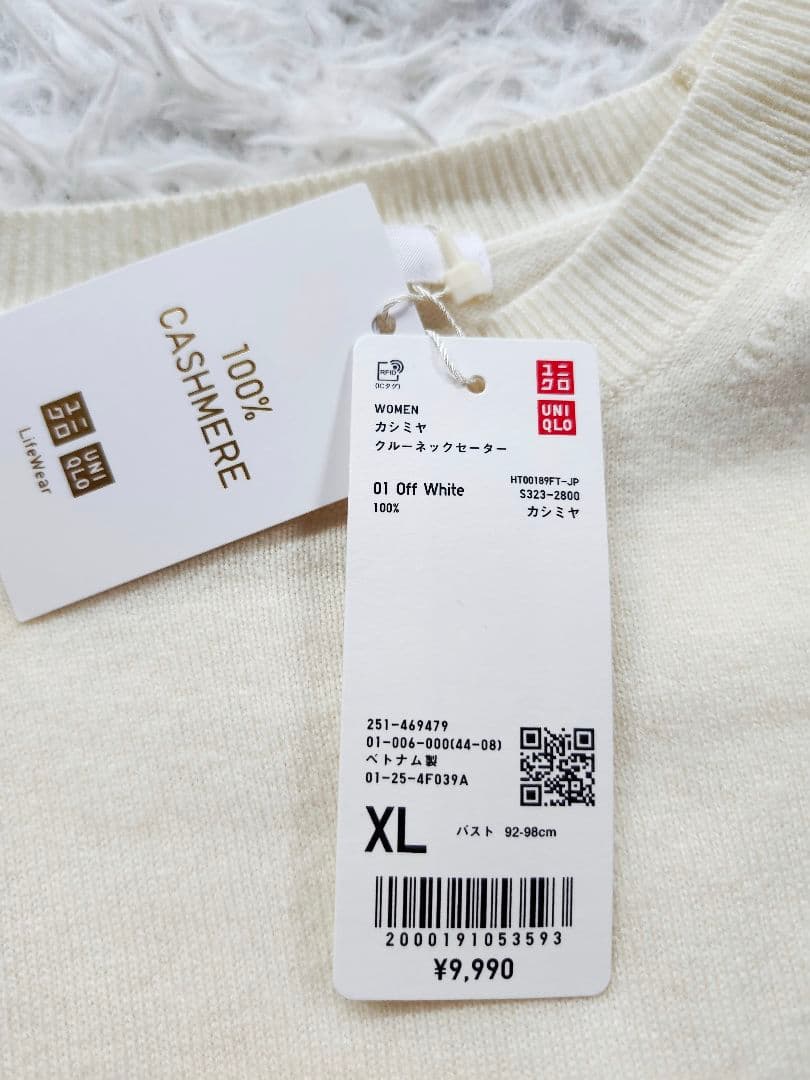 100%
CASHMERE
ユニ
クロ
UNI
QLO
LifeWear
RFID
(ICタグ)
ユニ
クロ
UNI
QLO
WOMEN
カシミヤ
クルーネックセーター
HT00189FT-JP
01 Off White
S323-2800
100%
カシミヤ
251-469479
01-006-000(44-08)
ベトナム製
01-25-4F039A
XL バスト 92-98cm
2000191053593
¥9,990